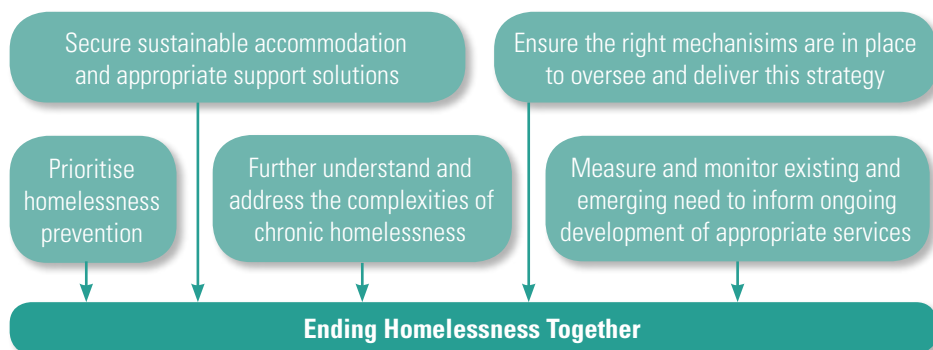 Secure sustainable accommodation
and appropriate support solutions
Ensure the right mechanisims are in place
to oversee and deliver this strategy
Prioritise
homelessness
prevention
Further understand and
address the complexities of
chronic homelessness
Measure and monitor existing and
emerging need to inform ongoing
development of appropriate services
Ending Homelessness Together